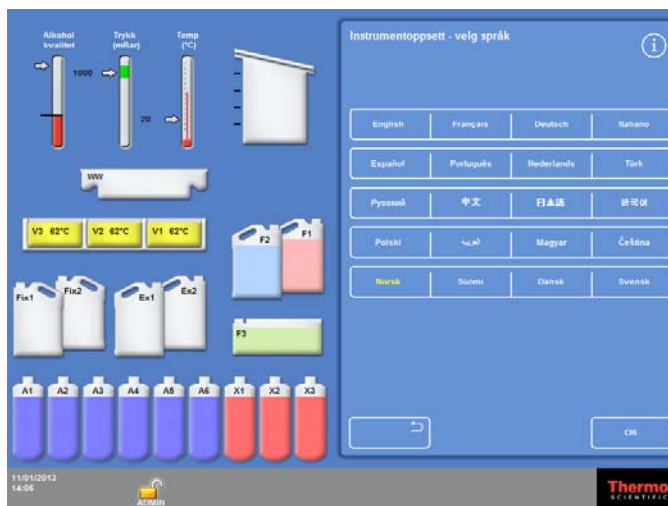 Alkohol kvalitet
Trykk (mBar)
Temp (°C)
1000
20
WW
V3 62°C
V2 62°C
V1 62°C
F2
F1
Fix1
Fix2
Ex1
Ex2
F3
A1
A2
A3
A4
A5
A6
X1
X2
X3
Instrumentoppsett - velg språk
i
English
Français
Deutsch
Italiano
Español
Português
Nederlands
Türk
Русский
中文
日本語
한국어
Polski
Magyar
Čeština
Norsk
Suomi
Dansk
Svensk
OK
11/01/2013
14:06
ADMIN
Thermo
SCIENTIFIC